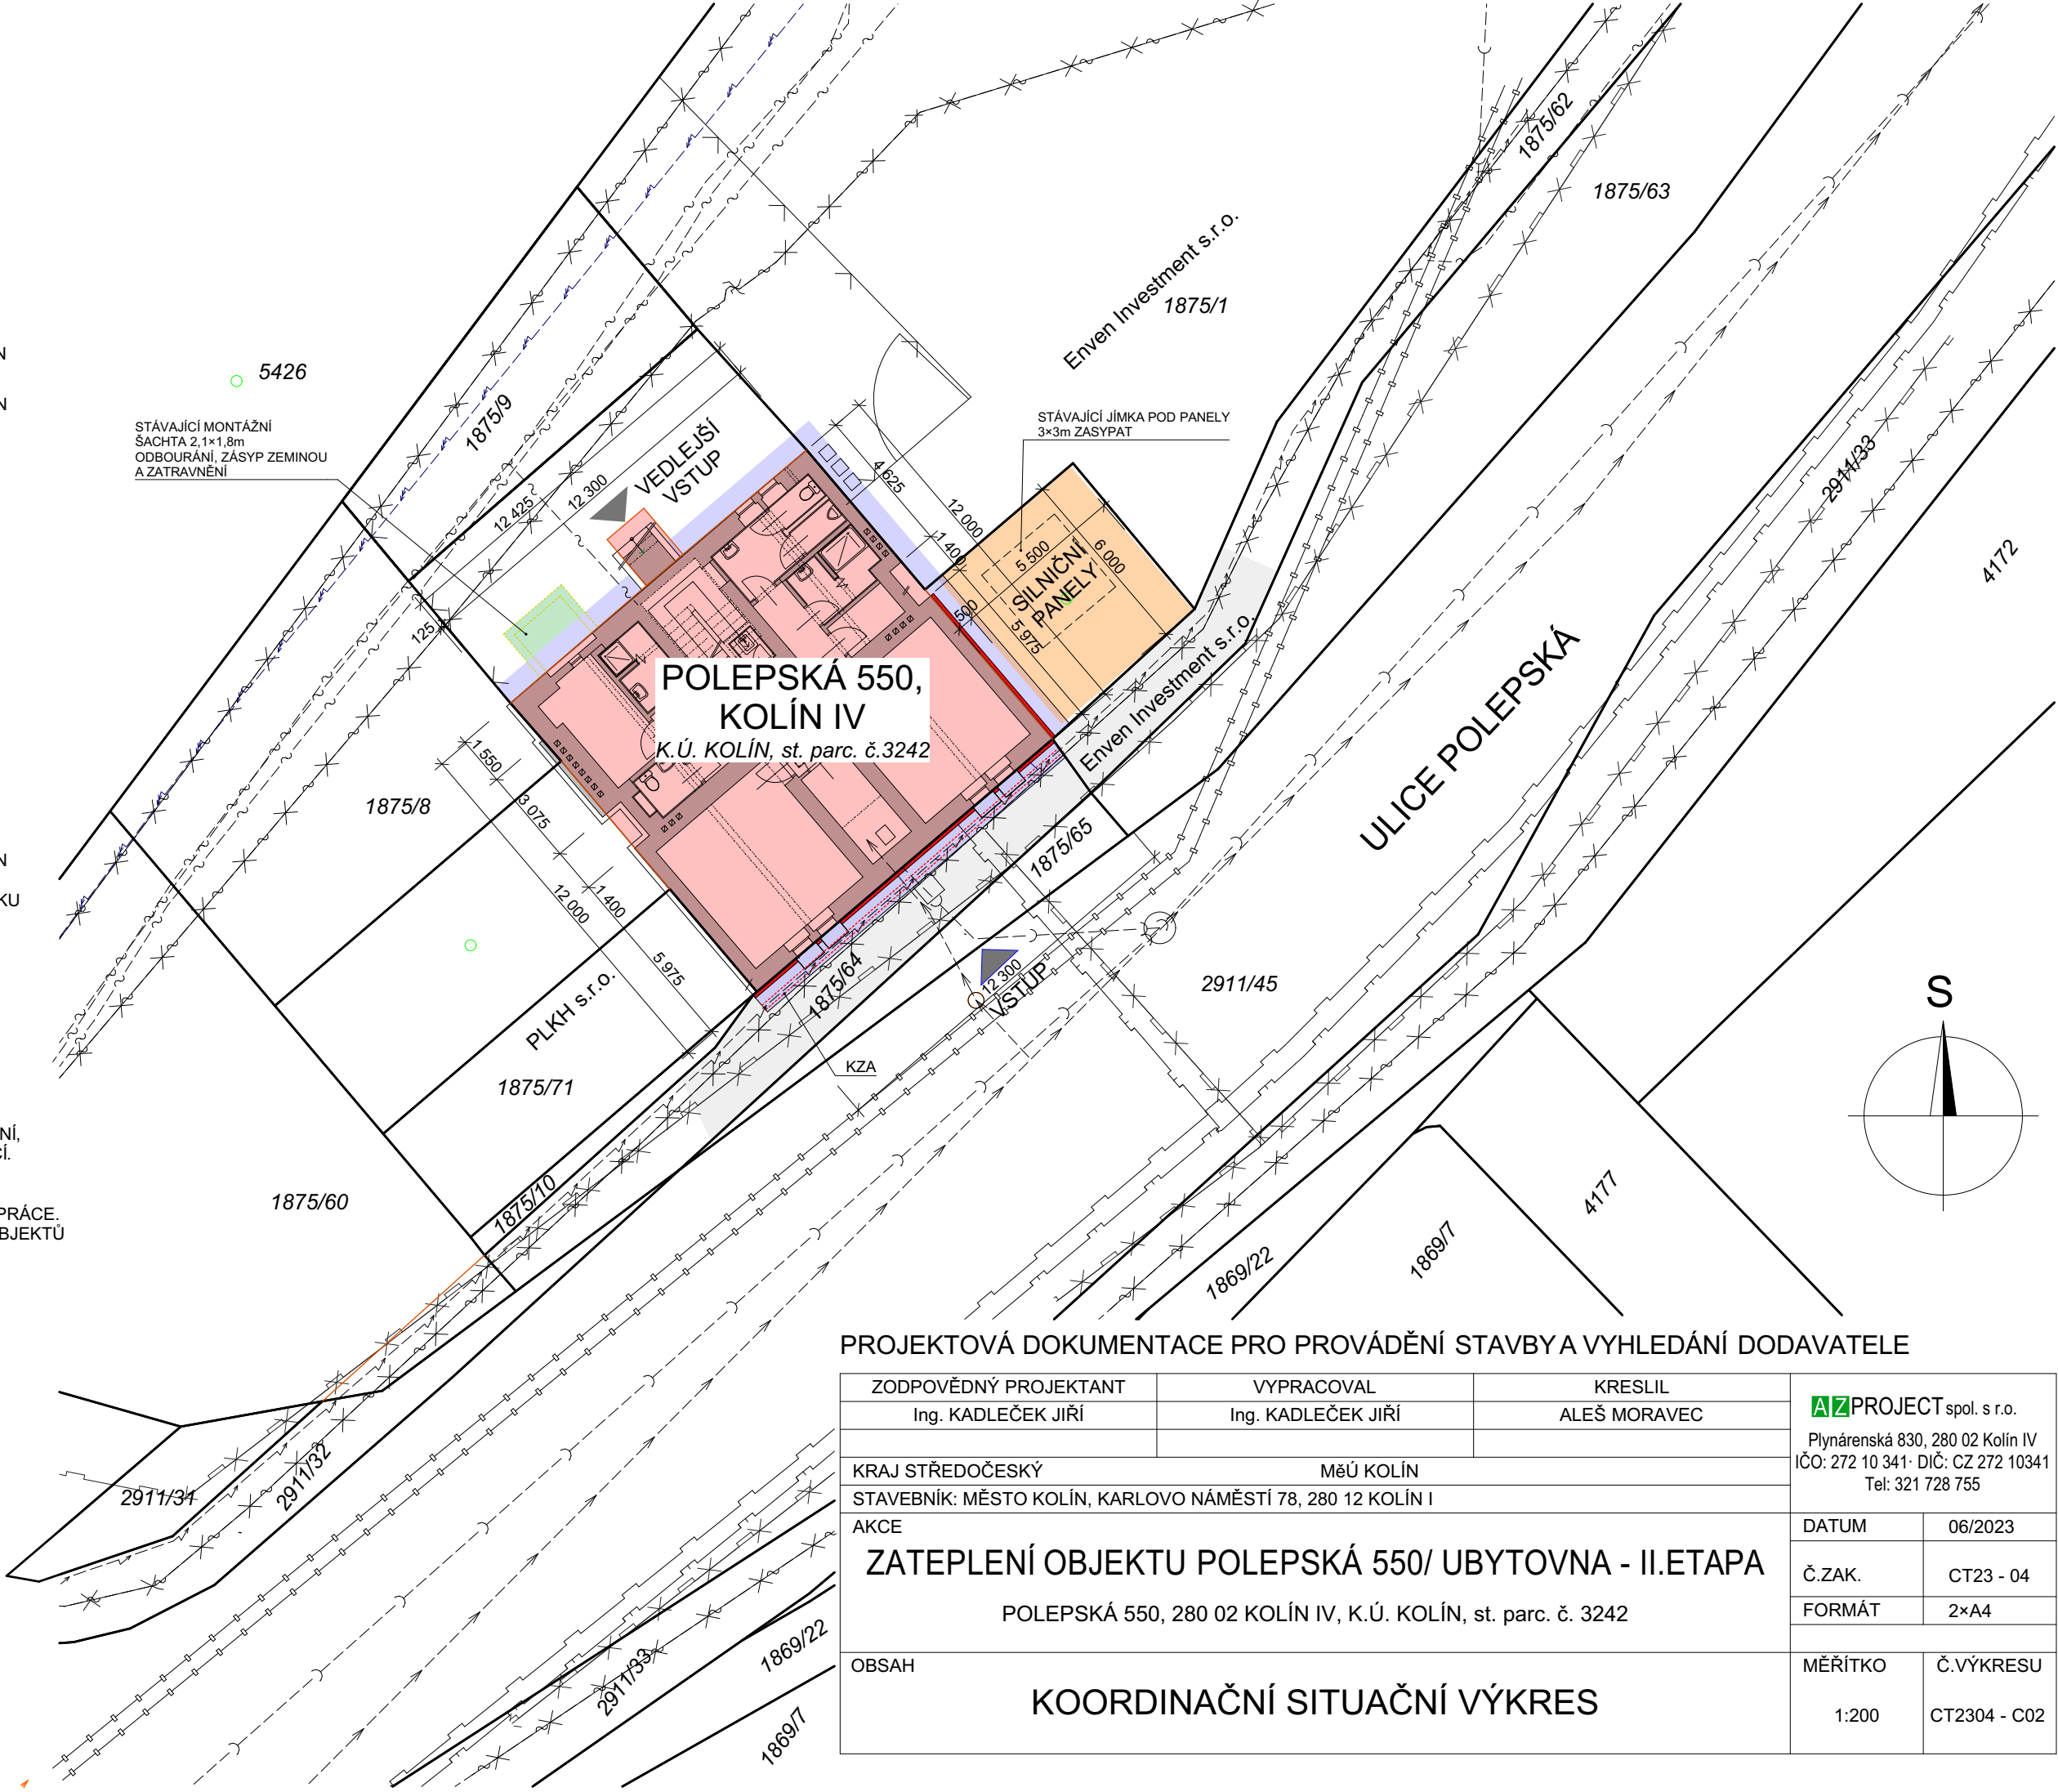 1875/62
1875/63
Enven Investment s.r.o.
1875/1
5426
1875/9
STÁVAJÍCÍ MONTÁŽNÍ
ŠACHTA 2,1×1,8m
ODBOURÁNÍ, ZÁSYP ZEMINOU
A ZATRAVNĚNÍ
VEDLEJŠÍ
VSTUP
STÁVAJÍCÍ JÍMKA POD PANELY
3×3m ZASYPAT
2911/33
4172
12 425
12 300
4 625
12 000
1 400
5 500
6 000
SILNIČNÍ
PANELY
500
5 975
125
POLEPSKÁ 550,
KOLÍN IV
K.Ú. KOLÍN, st. parc. č.3242
Enven Investment s.r.o.
ULICE POLEPSKÁ
1 550
3 075
1875/8
12 000
1 400
5 975
1875/65
1875/64
12 300
VSTUP
2911/45
S
PLKH s.r.o.
KZA
1875/71
N
N
N
KU
NÍ,
CÍ.
PRÁCE.
BJEKTŮ
1875/60
1875/10
4177
1869/7
1869/22
2911/31
2911/32
2911/33
1869/22
1869/7
PROJEKTOVÁ DOKUMENTACE PRO PROVÁDĚNÍ STAVBY A VYHLEDÁNÍ DODAVATELE
ZODPOVĚDNÝ PROJEKTANT VYPRACOVAL KRESLIL
Ing. KADLEČEK JIŘÍ Ing. KADLEČEK JIŘÍ ALEŠ MORAVEC
KRAJ STŘEDOČESKÝ MěÚ KOLÍN
STAVEBNÍK: MĚSTO KOLÍN, KARLOVO NÁMĚSTÍ 78, 280 12 KOLÍN I
AZPROJECT spol. s r.o.
Plynárenská 830, 280 02 Kolín IV
IČO: 272 10 341· DIČ: CZ 272 10341
Tel: 321 728 755
AKCE
ZATEPLENÍ OBJEKTU POLEPSKÁ 550/ UBYTOVNA - II.ETAPA
POLEPSKÁ 550, 280 02 KOLÍN IV, K.Ú. KOLÍN, st. parc. č. 3242
DATUM 06/2023
Č.ZAK. CT23 - 04
FORMÁT 2×A4
OBSAH
KOORDINAČNÍ SITUAČNÍ VÝKRES
MĚŘÍTKO Č.VÝKRESU
1:200 CT2304 - C02